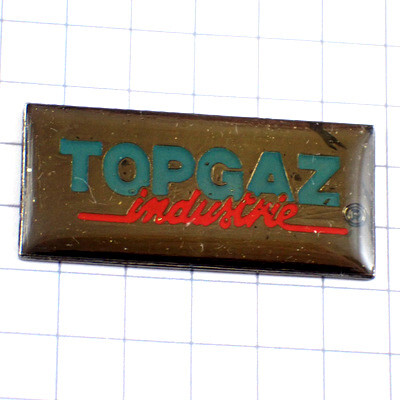 TOPGAZ
industrie
®